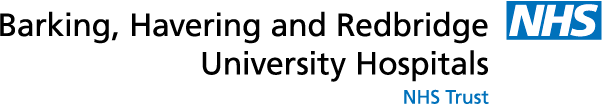 Barking, Havering and Redbridge NHS
University Hospitals
NHS Trust